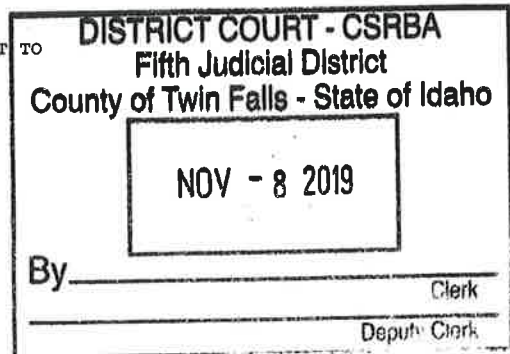 T TO
DISTRICT COURT - CSRBA
Fifth Judicial District
County of Twin Falls - State of Idaho
NOV - 8 2019
By
Clerk
Deputy Clerk